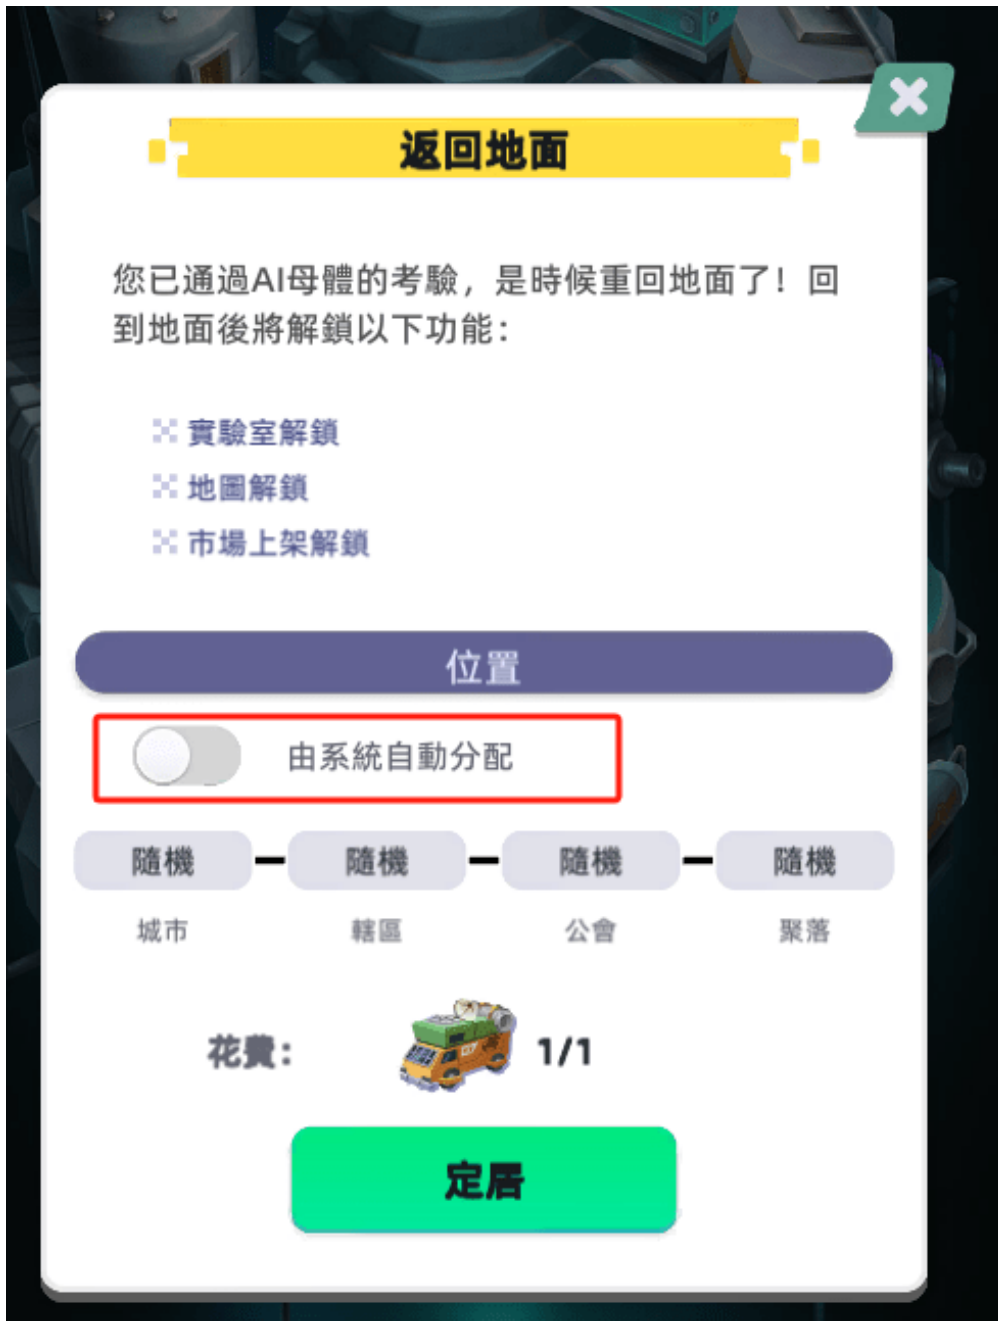 返回地面
您已通過AI母體的考驗，是時候重回地面了！回
到地面後將解鎖以下功能：
實驗室解鎖
地圖解鎖
市場上架解鎖
位置
由系統自動分配
隨機 隨機 隨機 隨機
城市 轄區 公會 聚落
花費： 1/1
定居